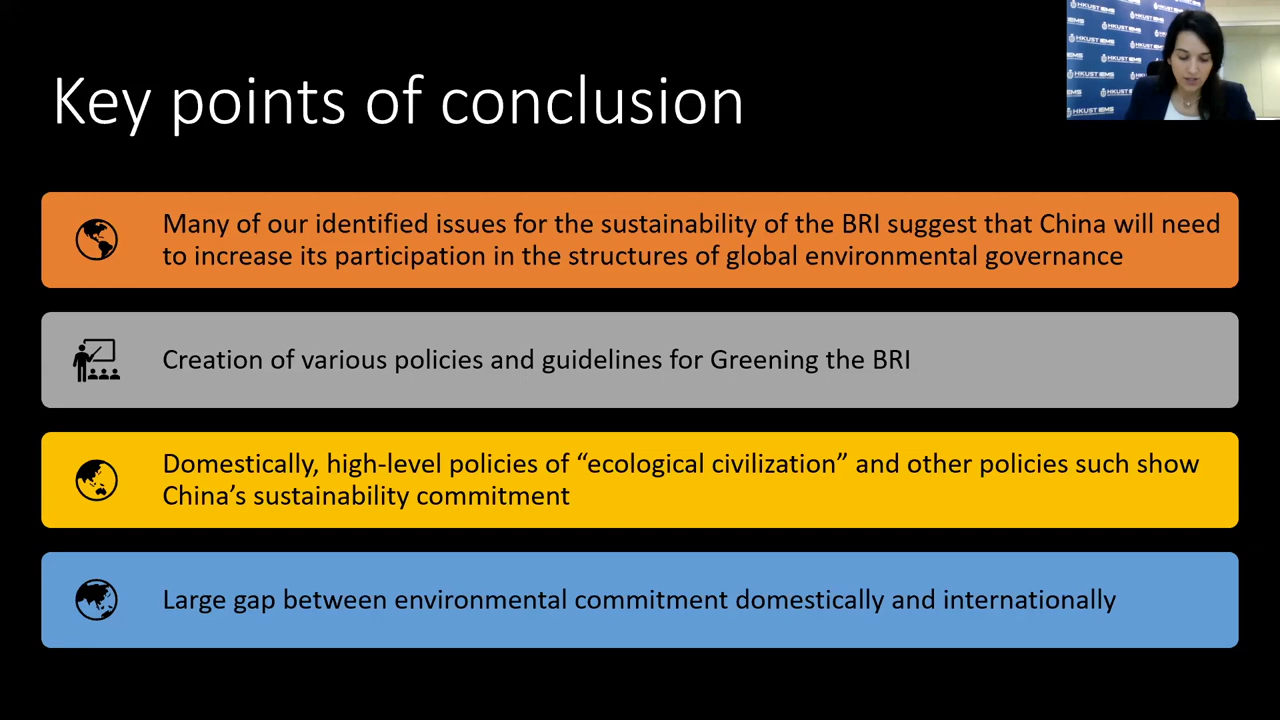 HKUST IEMS
Key points of conclusion
Many of our identified issues for the sustainability of the BRI suggest that China will need
to increase its participation in the structures of global environmental governance
Creation of various policies and guidelines for Greening the BRI
Domestically, high-level policies of “ecological civilization” and other policies such show
China’s sustainability commitment
Large gap between environmental commitment domestically and internationally